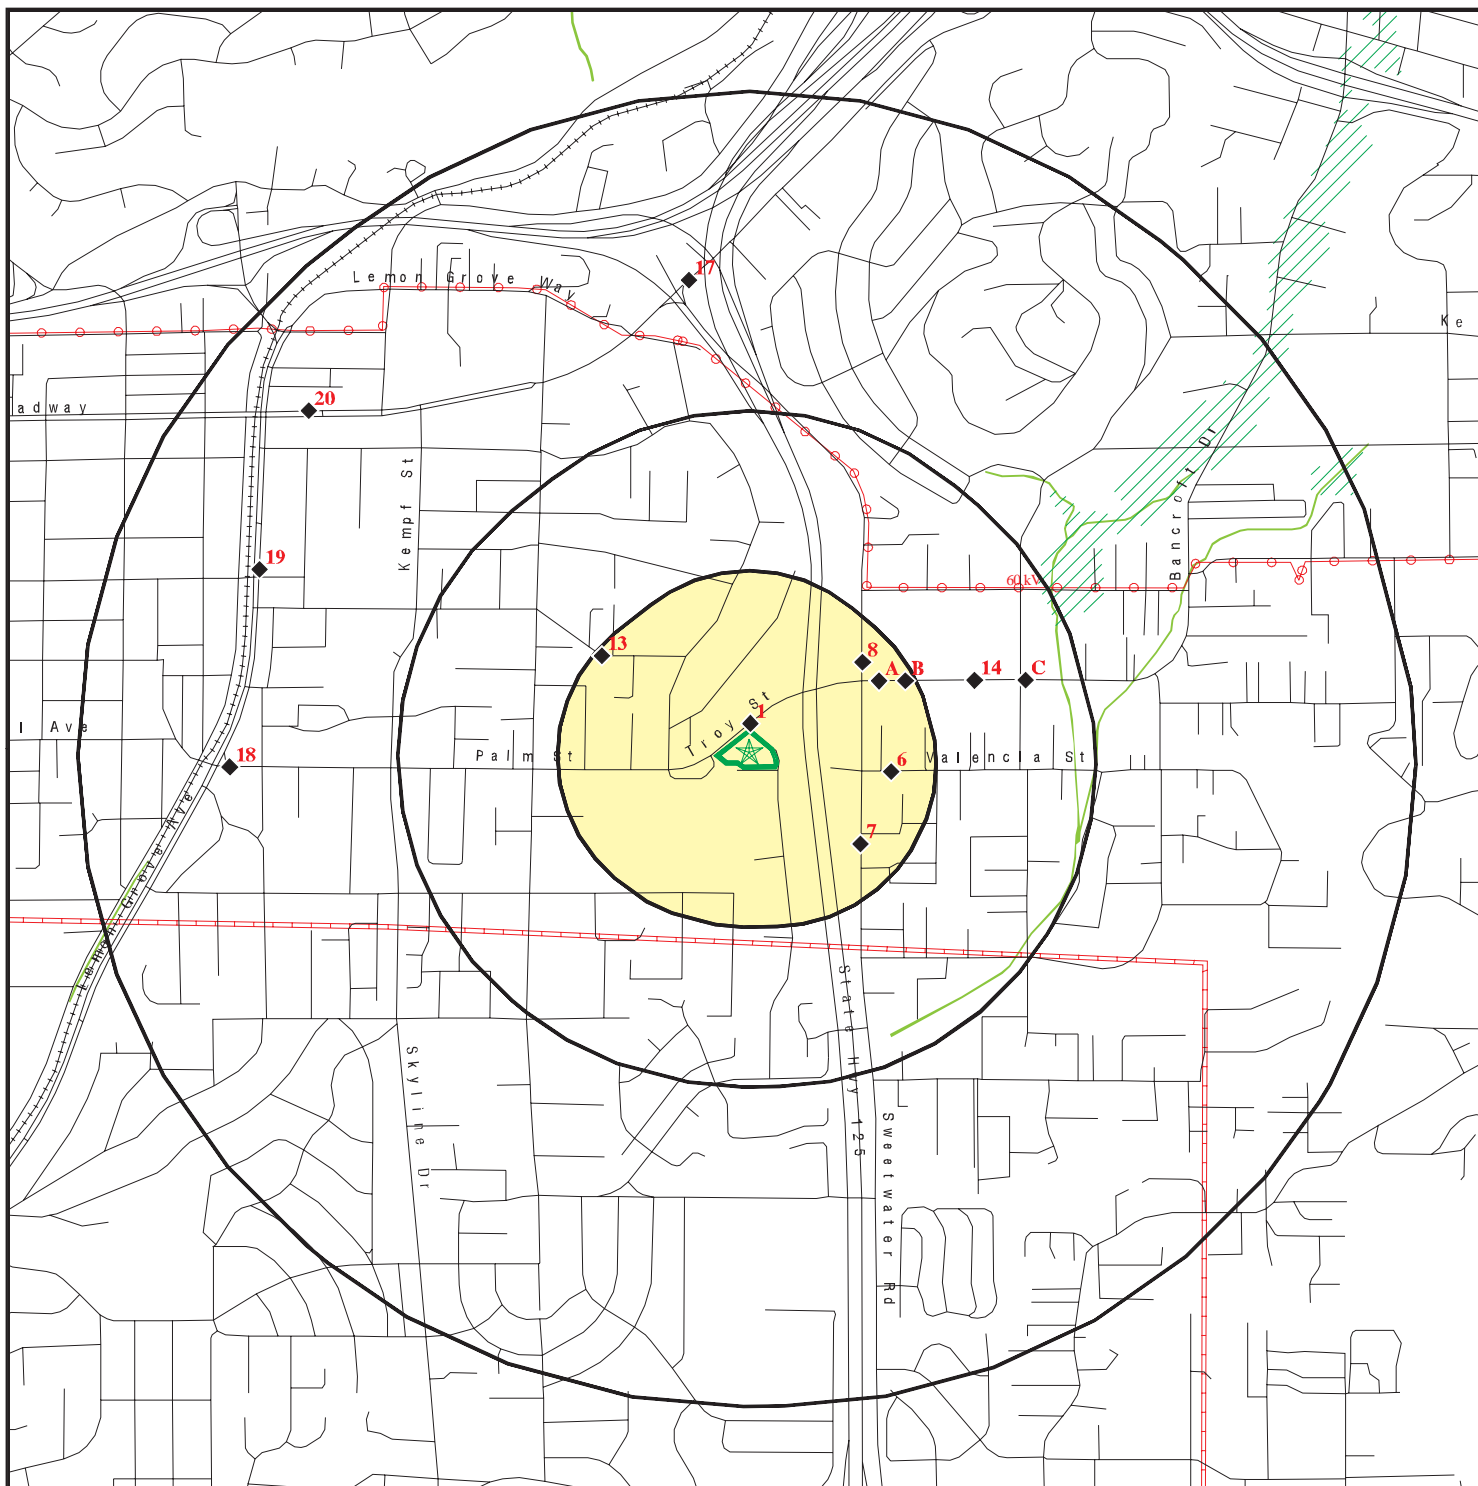 17
Lemon Grove Way
Ke
20
adway
Kempf St
Bancroft Dr
19
60 kV
13
8
A
B
14
C
1
Troy St
l Ave
18
Palm St
6
Valencia St
7
Lemon Grove Ave
State Hwy 125
Skyline Dr
Sweetwater Rd